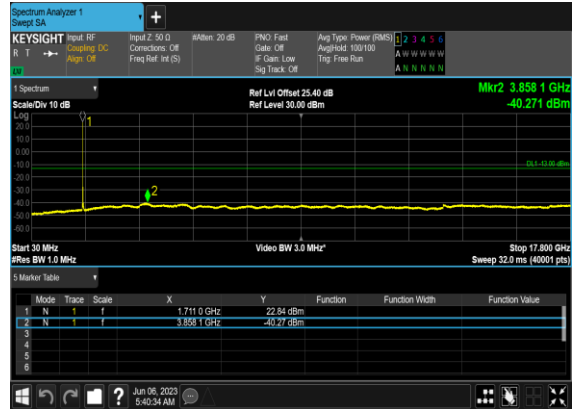 Spectrum Analyzer 1
Swept SA
+
KEYSIGHT Input: RF Input Z: 50 Ω #Atten: 20 dB PNO: Fast Avg Type: Power (RMS) 1 2 3 4 5 6
R T Coupling: DC Corrections: Off Gate: Off Avg|Hold: 100/100 A W W W W W
Align: Off Freq Ref: Int (S) IF Gain: Low Trig: Free Run
Sig Track: Off A N N N N N
1 Spectrum Ref Lvl Offset 25.40 dB Mkr2 3.858 1 GHz
Scale/Div 10 dB Ref Level 30.00 dBm -40.271 dBm
Log
20.0
10.0
0.00
-10.0
-20.0
-30.0
-40.0
-50.0
-60.0
1
2
DL1 -13.00 dBm
Start 30 MHz Video BW 3.0 MHz* Stop 17.800 GHz
#Res BW 1.0 MHz Sweep 32.0 ms (40001 pts)
5 Marker Table
Mode Trace Scale X Y Function Function Width Function Value
1 N 1 f 1.711 0 GHz 22.84 dBm
2 N 1 f 3.858 1 GHz -40.27 dBm
3
4
5
6
? Jun 06, 2023
5:40:34 AM